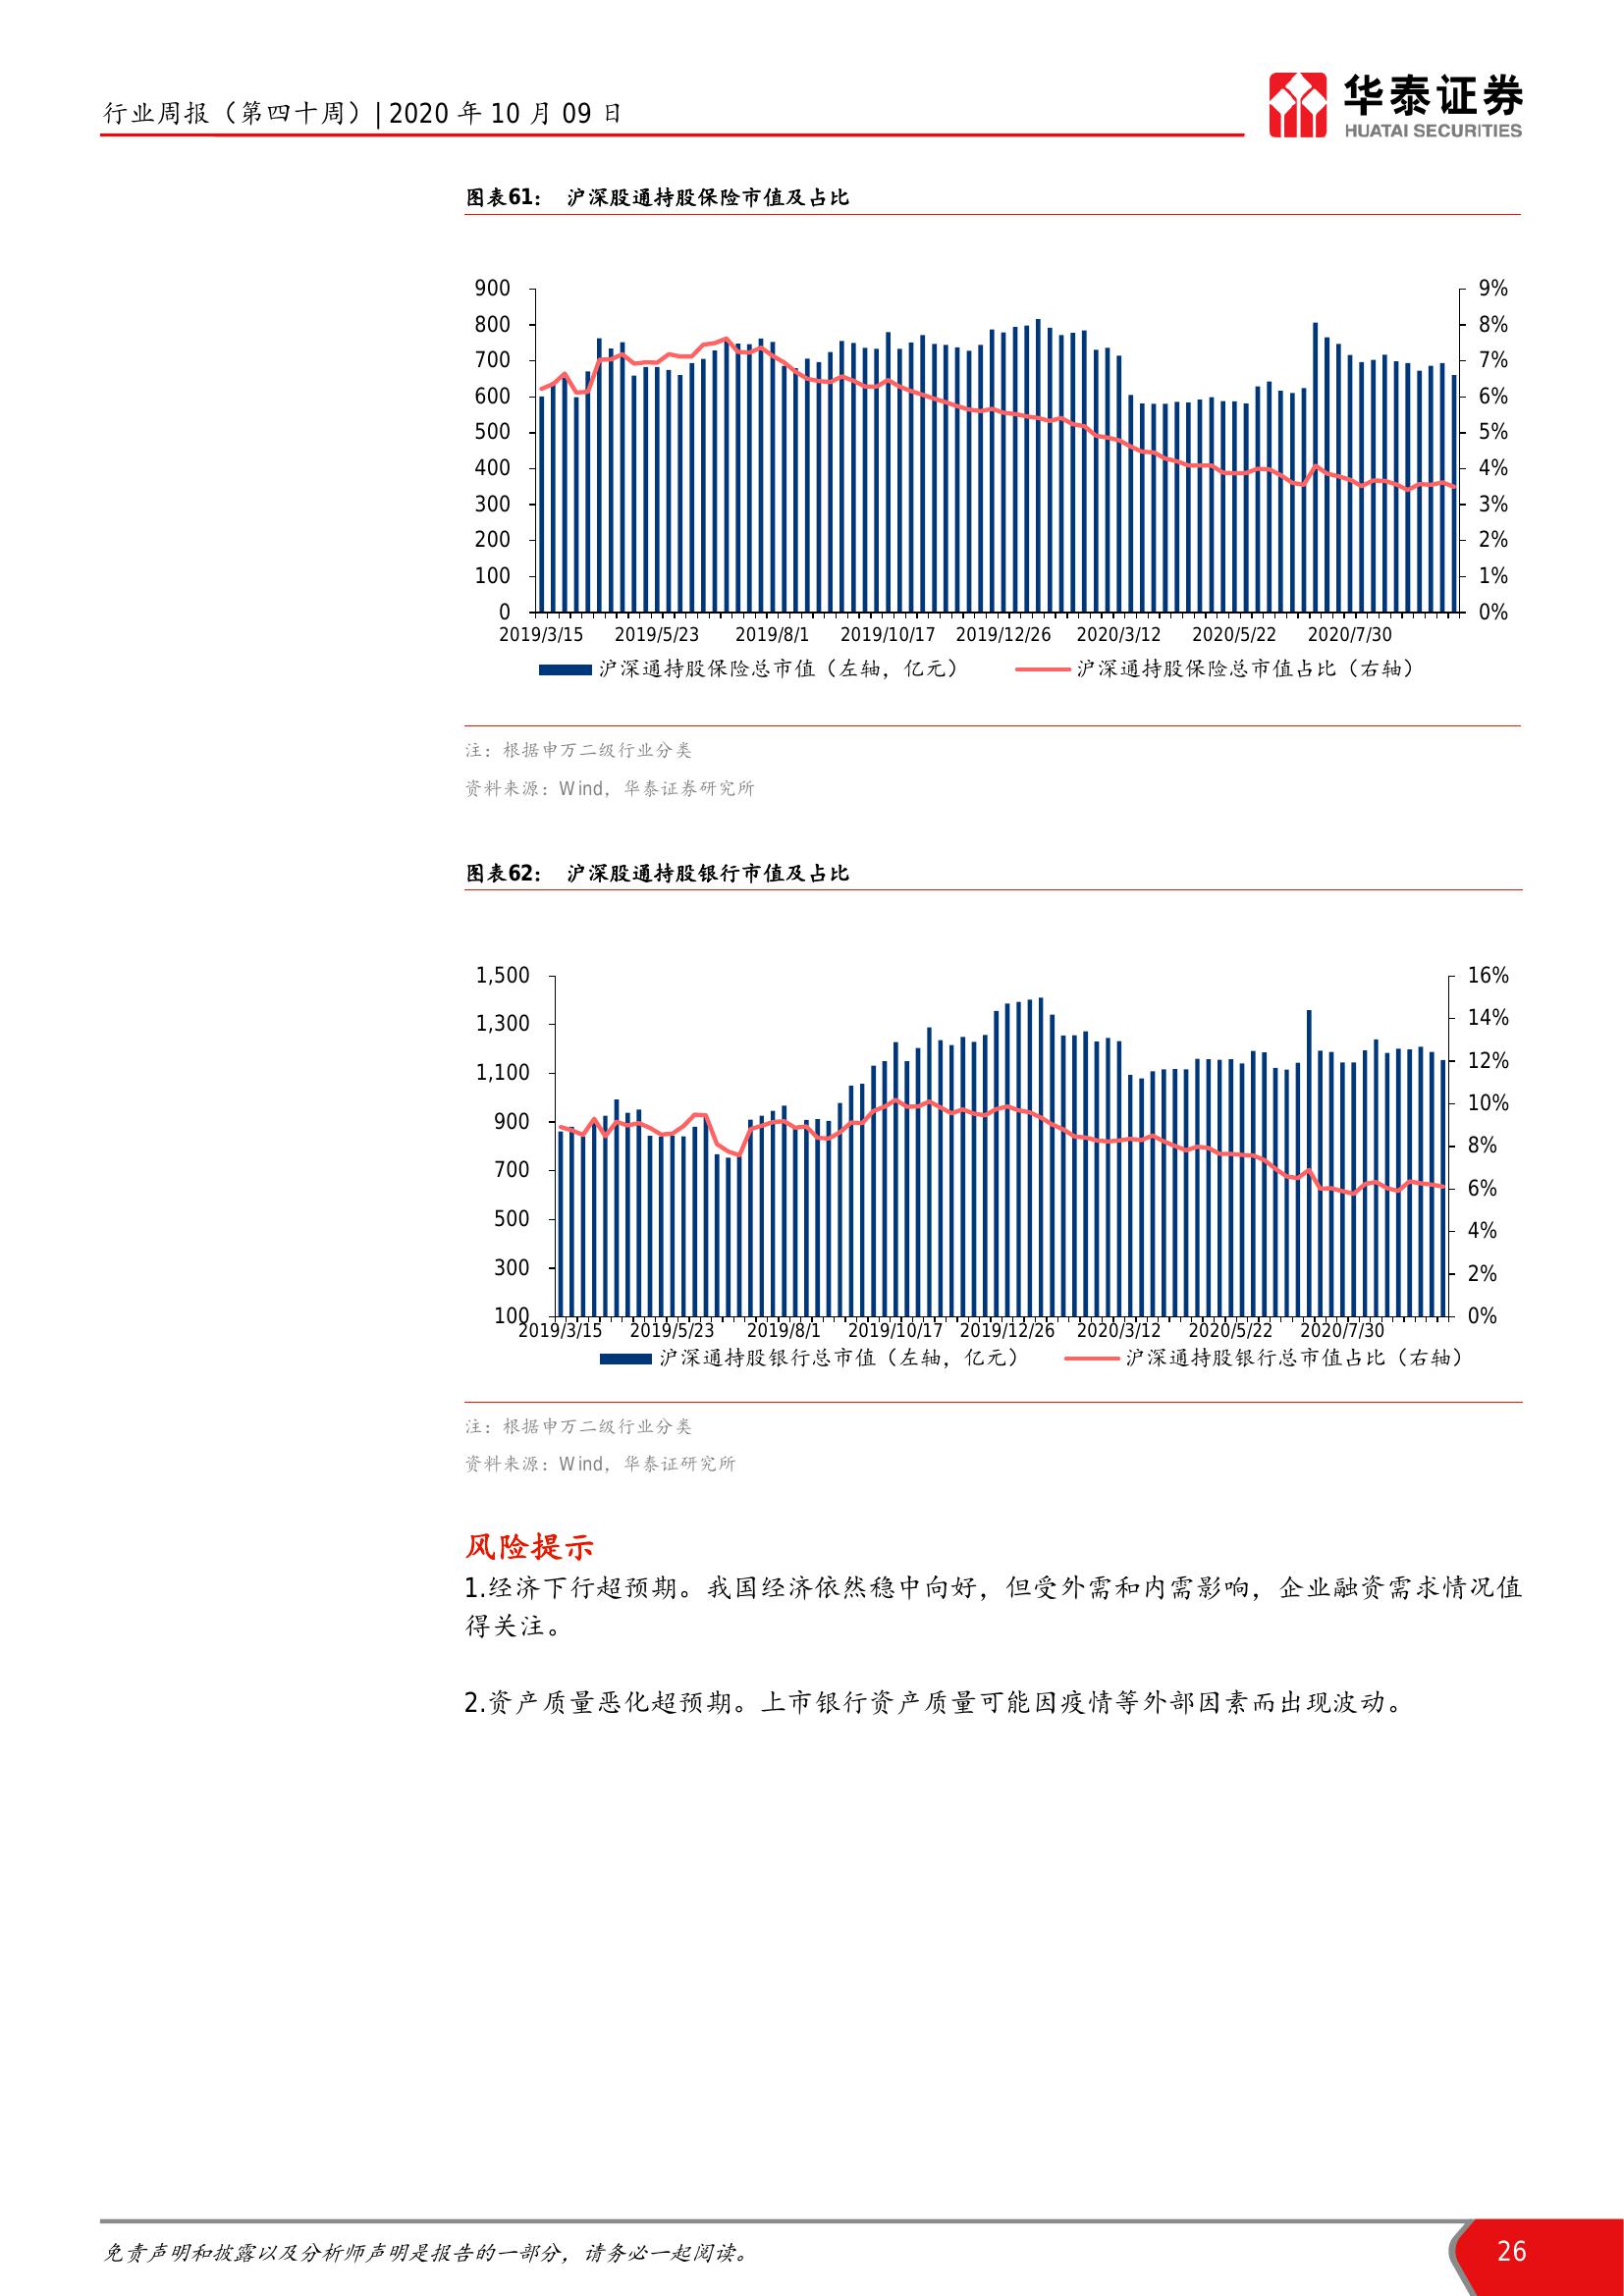 行业周报（第四十周）| 2020 年 10 月 09 日
华泰证券
HUATAI SECURITIES
图表61： 沪深股通持股保险市值及占比
900
800
700
600
500
400
300
200
100
0
9%
8%
7%
6%
5%
4%
3%
2%
1%
0%
2019/3/15 2019/5/23 2019/8/1 2019/10/17 2019/12/26 2020/3/12 2020/5/22 2020/7/30
沪深通持股保险总市值（左轴，亿元） 沪深通持股保险总市值占比（右轴）
注：根据申万二级行业分类
资料来源：Wind，华泰证券研究所
图表62： 沪深股通持股银行市值及占比
1,500
1,300
1,100
900
700
500
300
100
16%
14%
12%
10%
8%
6%
4%
2%
0%
2019/3/15 2019/5/23 2019/8/1 2019/10/17 2019/12/26 2020/3/12 2020/5/22 2020/7/30
沪深通持股银行总市值（左轴，亿元） 沪深通持股银行总市值占比（右轴）
注：根据申万二级行业分类
资料来源：Wind，华泰证研究所
风险提示
1.经济下行超预期。我国经济依然稳中向好，但受外需和内需影响，企业融资需求情况值
得关注。
2.资产质量恶化超预期。上市银行资产质量可能因疫情等外部因素而出现波动。
免责声明和披露以及分析师声明是报告的一部分，请务必一起阅读。
26